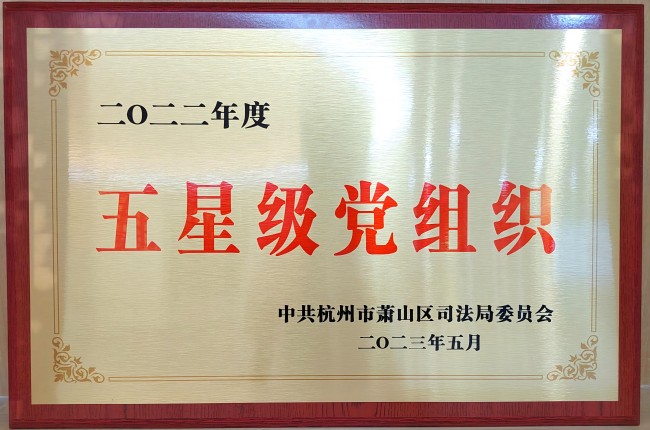 二〇二二年度
五星级党组织
中共杭州市萧山区司法局委员会
二〇二三年五月